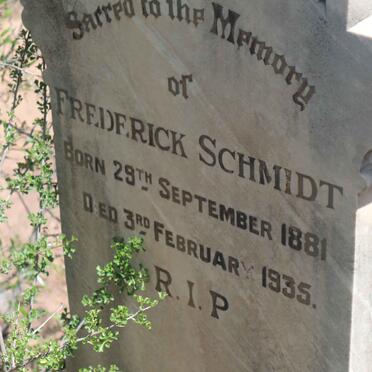 Sacred to the Memory
of
FREDERICK SCHMIDT
BORN 29TH SEPTEMBER 1881
DIED 3RD FEBRUARY 1935.
R.I.P